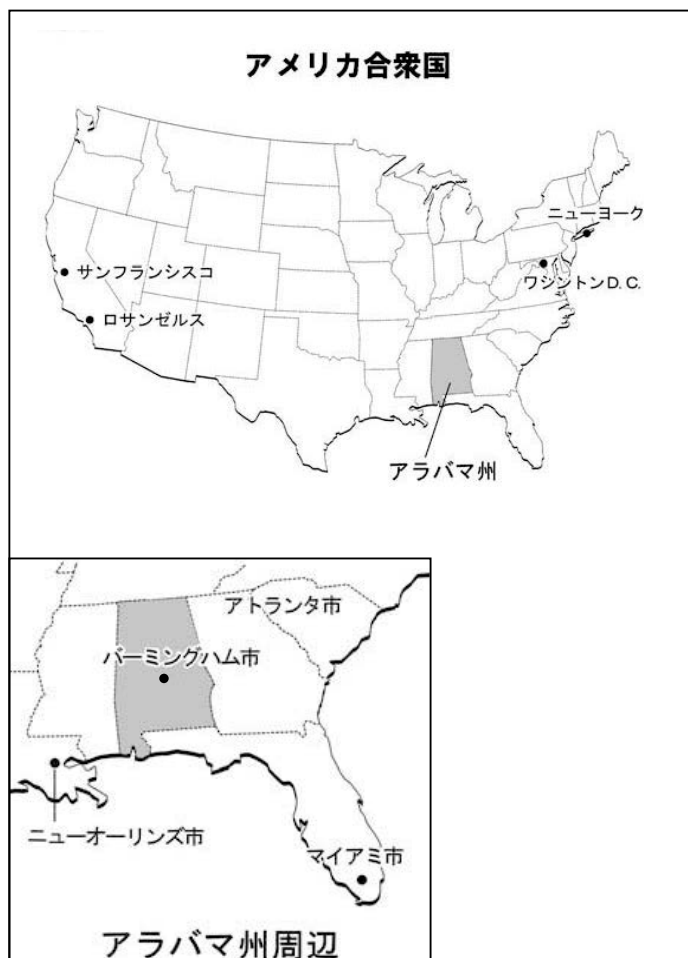 アメリカ合衆国
ニューヨーク
サンフランシスコ
ワシントンD.C.
ロサンゼルス
アラバマ州
アトランタ市
バーミングハム市
ニューオーリンズ市
マイアミ市
アラバマ州周辺